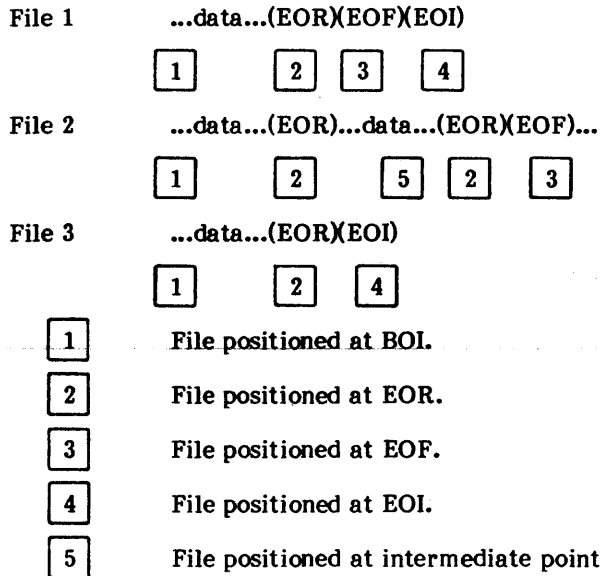 File 1 ...data...(EOR)(EOF)(EOI)
1 2 3 4
File 2 ...data...(EOR)...data...(EOR)(EOF)...
1 2 5 2 3
File 3 ...data...(EOR)(EOI)
1 2 4
1 File positioned at BOI.
2 File positioned at EOR.
3 File positioned at EOF.
4 File positioned at EOI.
5 File positioned at intermediate point